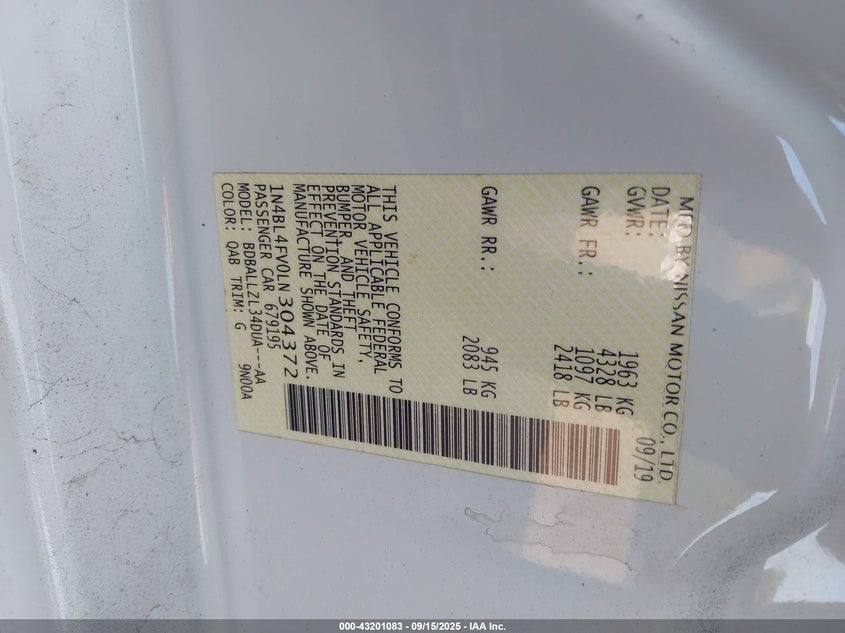 MFD BY NISSAN MOTOR CO., LTD.
DATE: 09/19
GVWR: 1963 KG
4328 LB
GAWR FR.: 1097 KG
2418 LB
GAWR RR.: 945 KG
2083 LB
THIS VEHICLE CONFORMS TO
ALL APPLICABLE FEDERAL
MOTOR VEHICLE SAFETY,
BUMPER, AND THEFT
PREVENTION STANDARDS IN
EFFECT ON THE DATE OF
MANUFACTURE SHOWN ABOVE.
1N4BL4FV0LN304372
PASSENGER CAR 679195
MODEL: BDBALLZL34DUA---AA
COLOR: QAB TRIM: G 9N00A
000-43201083 - 09/15/2025 - IAA Inc.